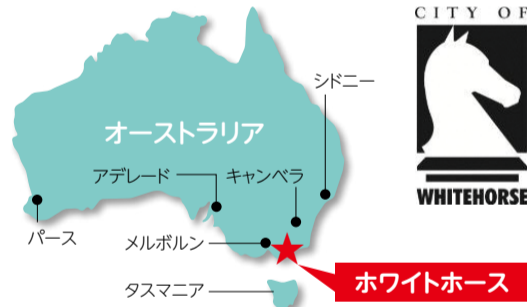 CITY OF
WHITEHORSE
シドニー
オーストラリア
アデレード
キャンベラ
パース
メルボルン
タスマニア
ホワイトホース